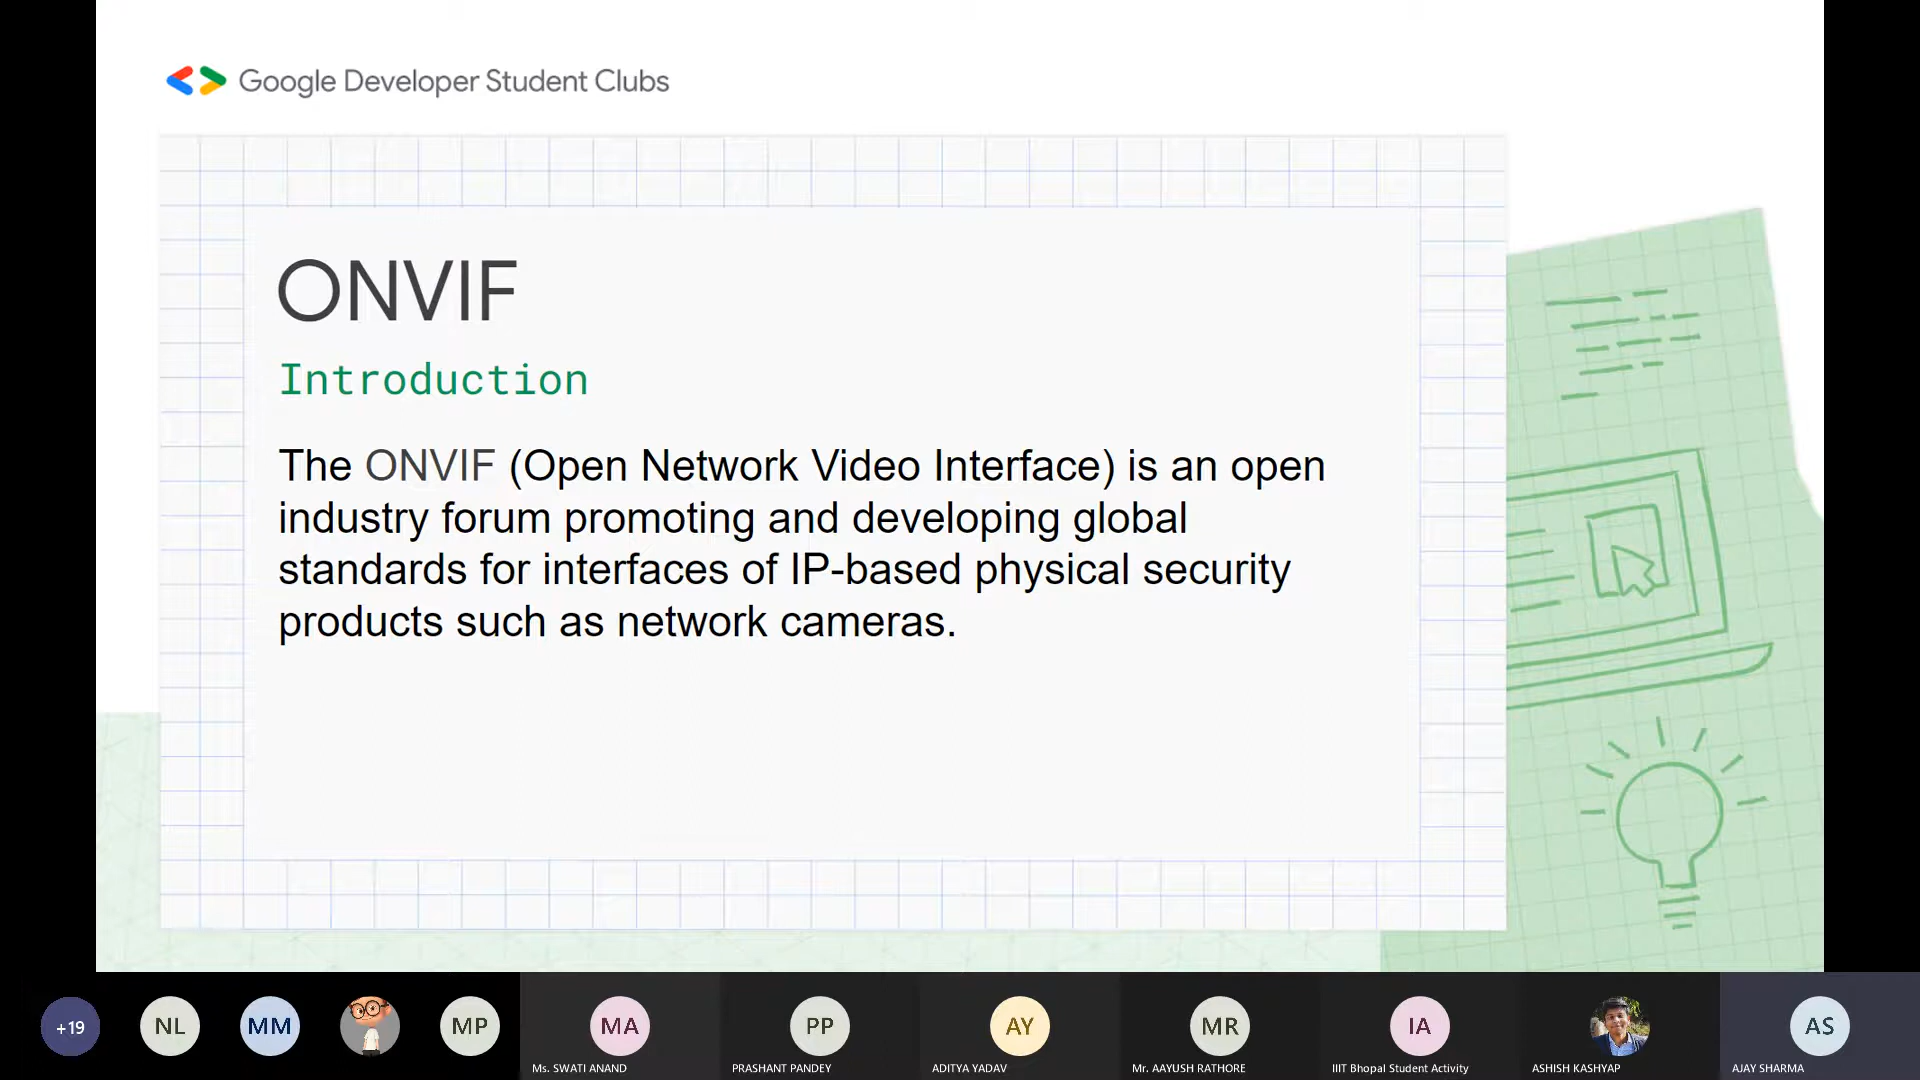 Google Developer Student Clubs
ONVIF
Introduction
The ONVIF (Open Network Video Interface) is an open
industry forum promoting and developing global
standards for interfaces of IP-based physical security
products such as network cameras.
+19
NL
MM
MP
MA
PP
AY
MR
IA
AS
Ms. SWATI ANAND
PRASHANT PANDEY
ADITYA YADAV
Mr. AAYUSH RATHORE
IIIT Bhopal Student Activity
ASHISH KASHYAP
AJAY SHARMA